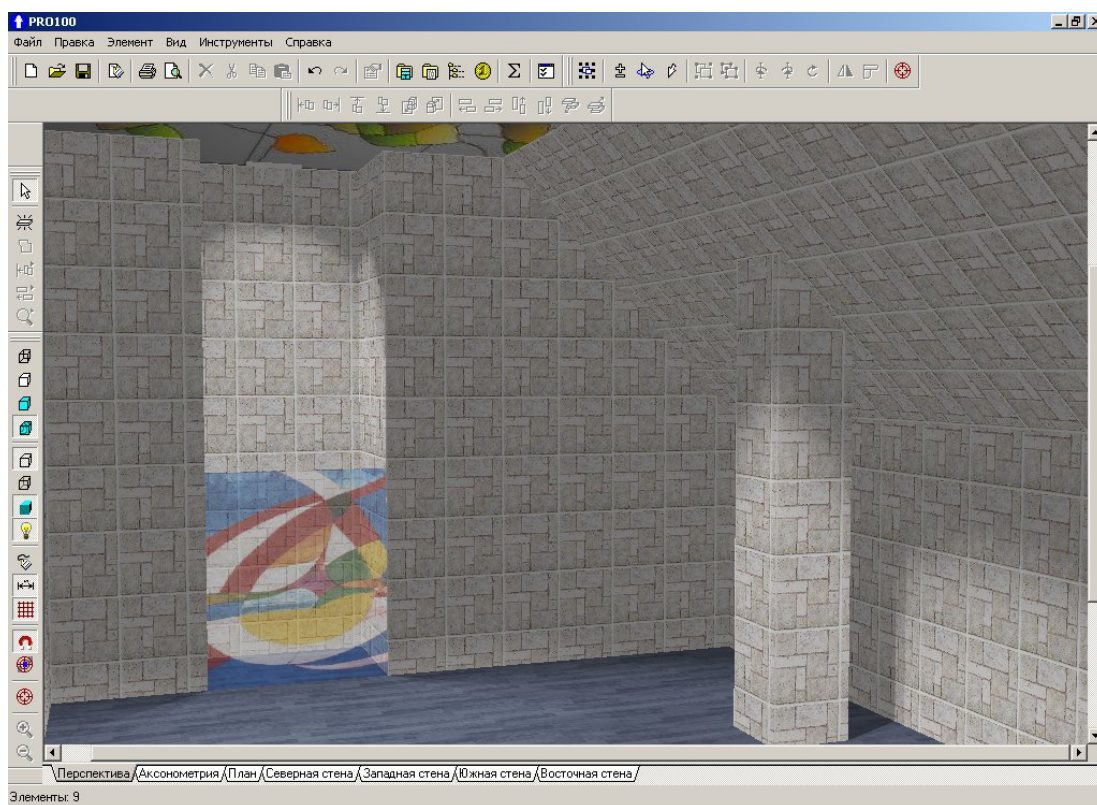 PRO100
Файл Правка Элемент Вид Инструменты Справка
Перспектива Аксонометрия План Северная стена Западная стена Южная стена Восточная стена
Элементы: 9